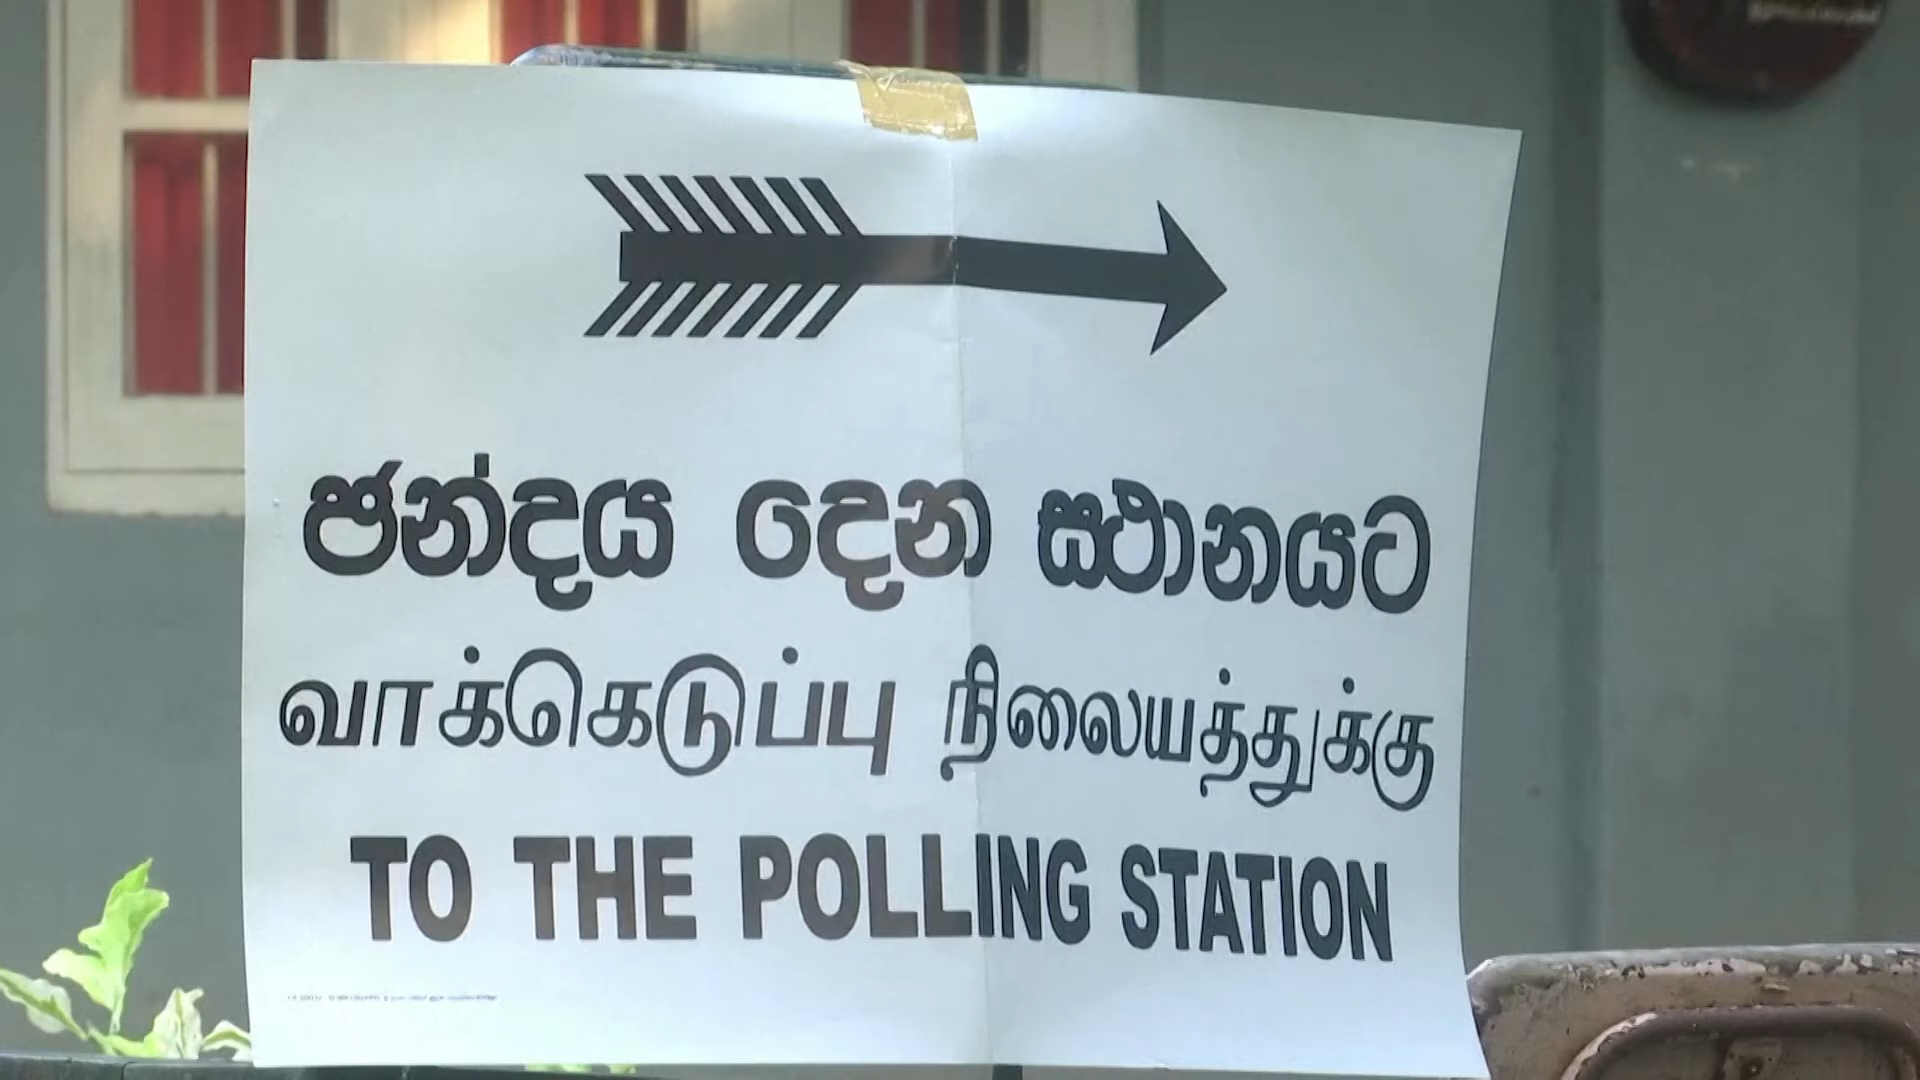 ඡන්දය දෙන ස්ථානයට
வாக்கெடுப்பு நிலையத்துக்கு
TO THE POLLING STATION